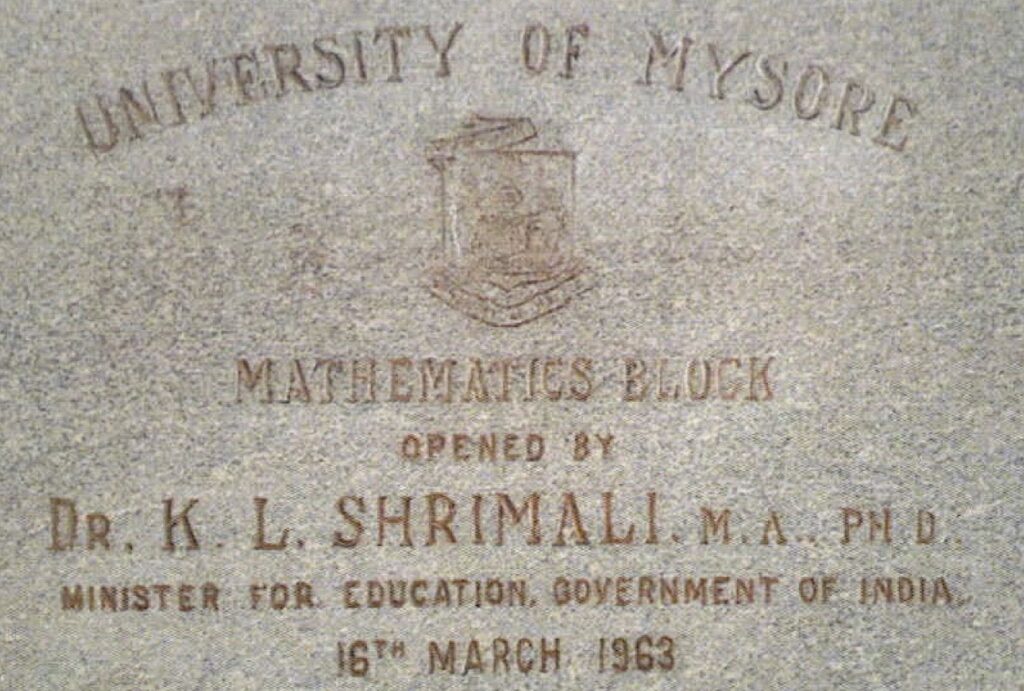 UNIVERSITY OF MYSORE
MATHEMATICS BLOCK
OPENED BY
DR. K. L. SHRIMALI. M. A., PH D.,
MINISTER FOR EDUCATION, GOVERNMENT OF INDIA,
16TH MARCH 1963